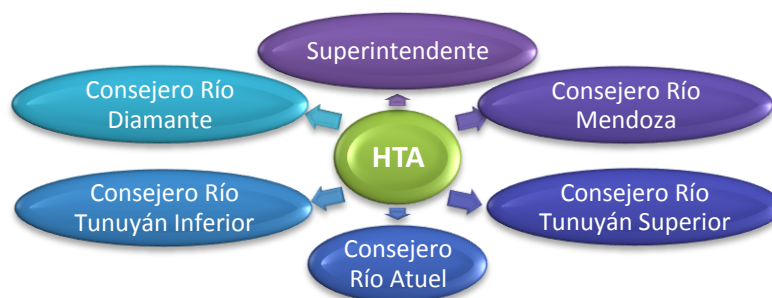 Superintendente
Consejero Río
Diamante
Consejero Río
Mendoza
HTA
Consejero Río
Tunuyán Inferior
Consejero Río
Tunuyán Superior
Consejero
Río Atuel